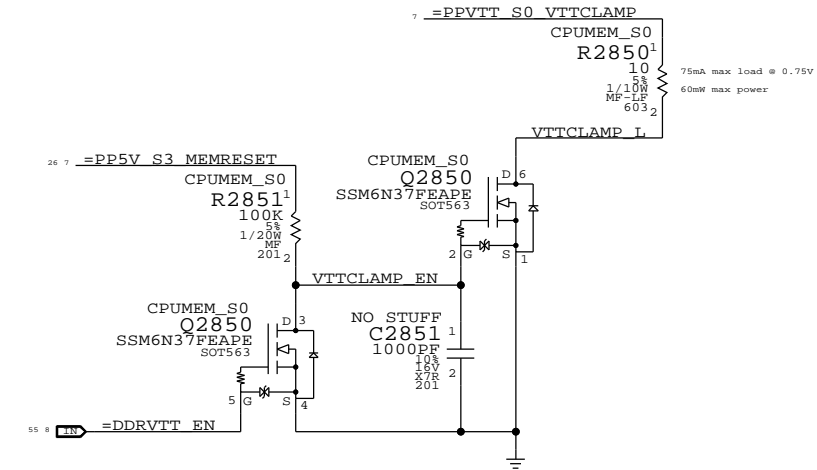 7 =PPVTT_S0_VTTCLAMP
CPUMEM_S0
R2850 1
10
5%
1/10W
MF-LF
603 2
75mA max load @ 0.75V
60mW max power
VTTCLAMP_L
26 7 =PP5V_S3_MEMRESET
CPUMEM_S0
R2851 1
100K
5%
1/20W
MF
201 2
CPUMEM_S0
Q2850
SSM6N37FEAPE
SOT563
D 6
2 G S 1
VTTCLAMP_EN
CPUMEM_S0
Q2850
SSM6N37FEAPE
SOT563
D 3
5 G S 4
NO STUFF
C2851 1
1000PF
10%
16V
X7R
201 2
55 8 IN =DDRVTT_EN